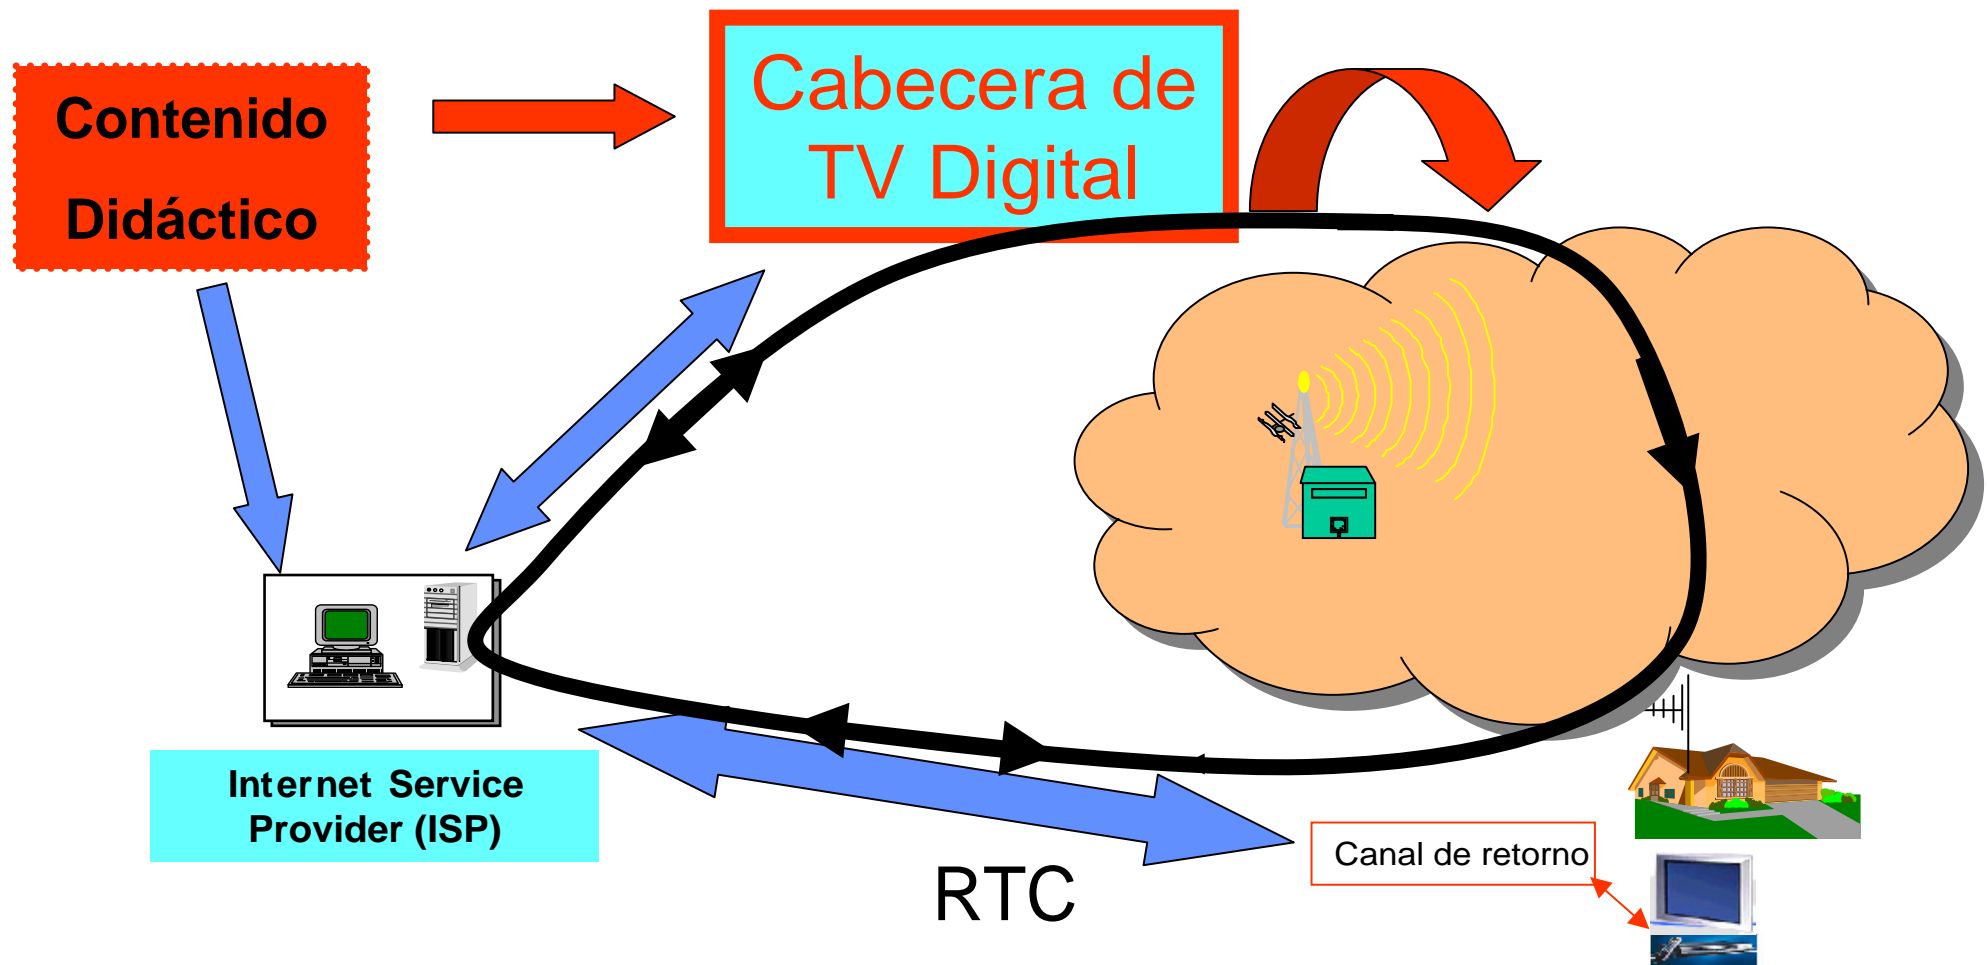 Contenido
Didáctico
Cabecera de
TV Digital
Internet Service
Provider (ISP)
RTC
Canal de retorno